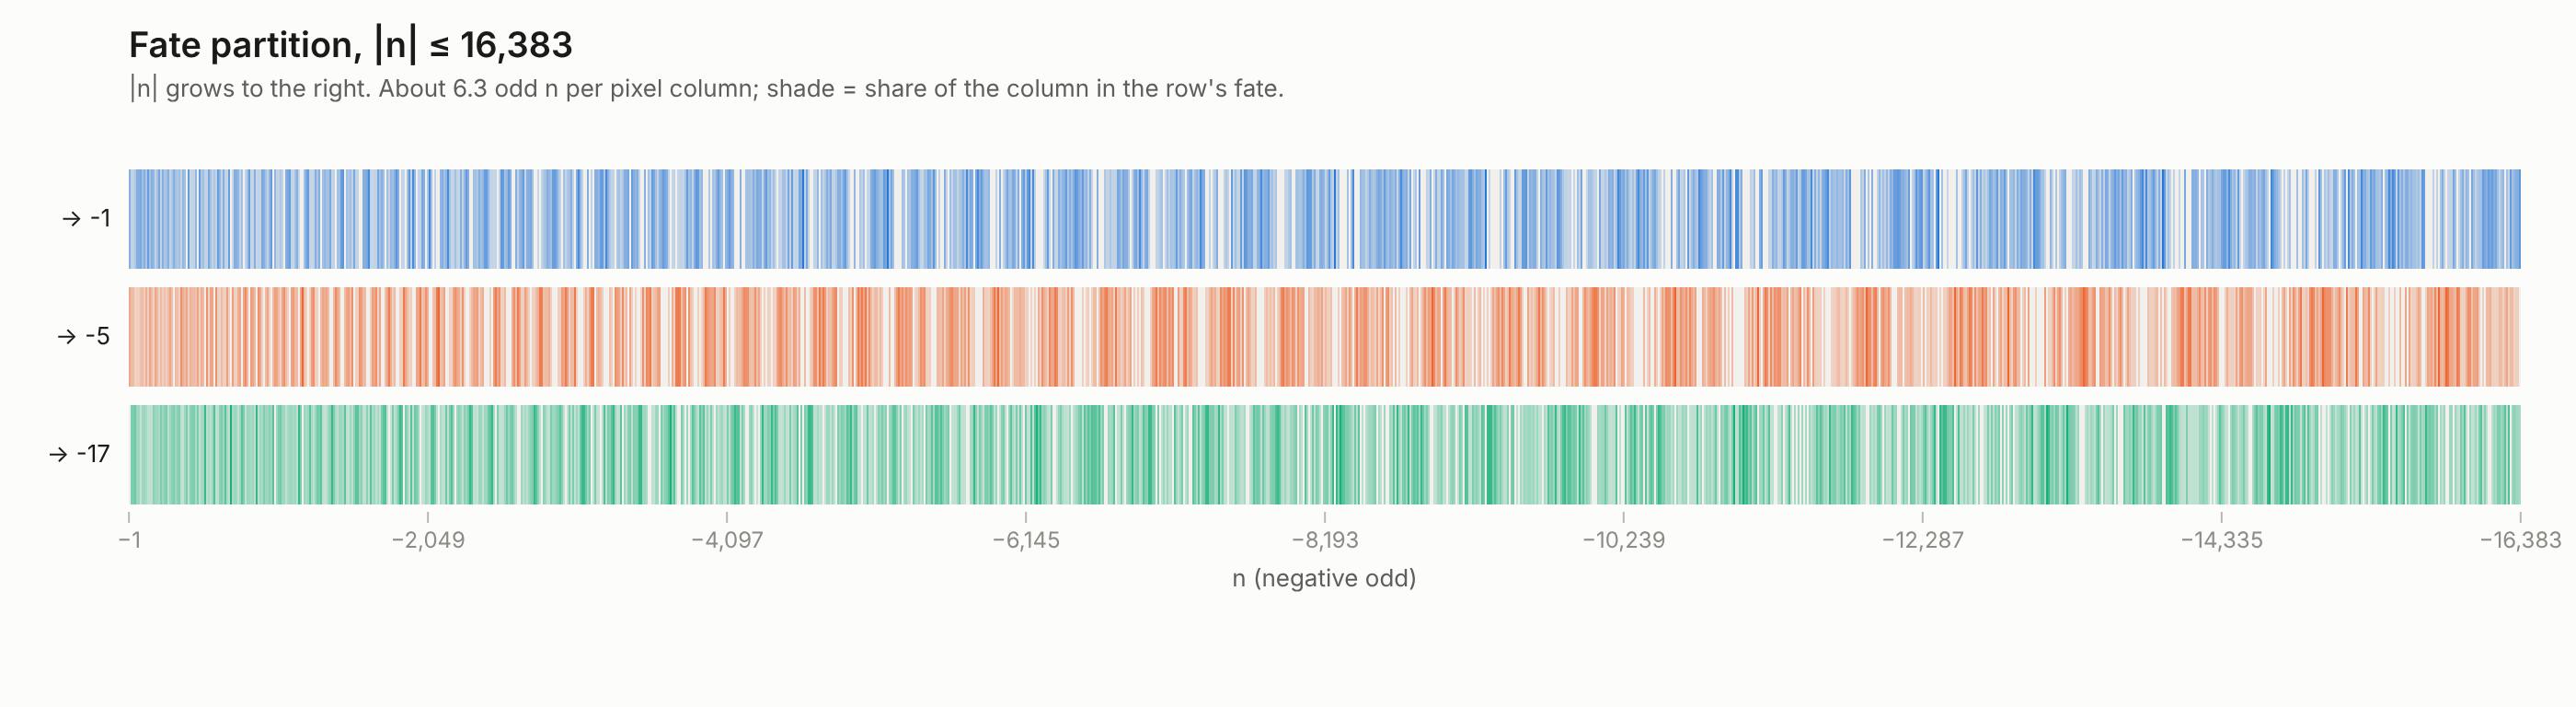 Fate partition, |n| ≤ 16,383
|n| grows to the right. About 6.3 odd n per pixel column; shade = share of the column in the row's fate.
→ -1
→ -5
→ -17
−1 −2,049 −4,097 −6,145 −8,193 −10,239 −12,287 −14,335 −16,383
n (negative odd)